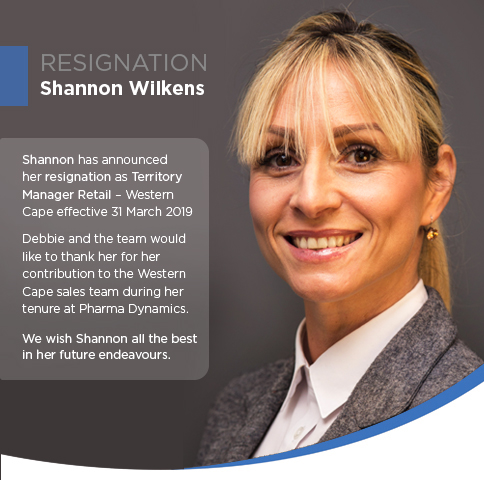 RESIGNATION
Shannon Wilkens
Shannon has announced
her resignation as Territory
Manager Retail – Western
Cape effective 31 March 2019
Debbie and the team would
like to thank her for her
contribution to the Western
Cape sales team during her
tenure at Pharma Dynamics.
We wish Shannon all the best
in her future endeavours.